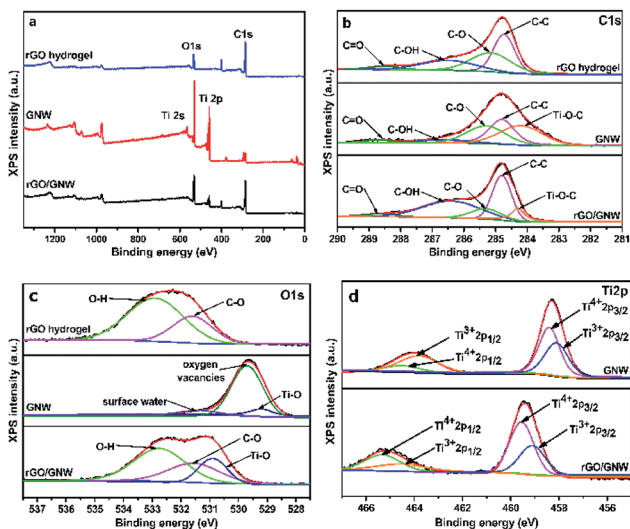 a
O1s
C1s
rGO hydrogel
GNW
Ti 2s
Ti 2p
rGO/GNW
XPS intensity (a.u.)
1200 1000 800 600 400 200 0
Binding energy (eV)
b
C1s
C=O
C-OH
C-O
C-C
rGO hydrogel
C=O
C-OH
C-O
C-C
Ti-O-C
GNW
C=O
C-OH
C-O
C-C
Ti-O-C
rGO/GNW
XPS intensity (a.u.)
290 289 288 287 286 285 284 283 282 281
Binding energy (eV)
c
O1s
O-H
C-O
rGO hydrogel
oxygen
vacancies
surface water
Ti-O
GNW
O-H
C-O
Ti-O
rGO/GNW
XPS intensity (a.u.)
537 536 535 534 533 532 531 530 529 528
Binding energy (eV)
d
Ti2p
Ti4+2p3/2
Ti3+2p3/2
Ti3+2p1/2
Ti4+2p1/2
GNW
Ti4+2p3/2
Ti3+2p3/2
Ti4+2p1/2
Ti3+2p1/2
rGO/GNW
XPS intensity (a.u.)
466 464 462 460 458 456
Binding energy (eV)